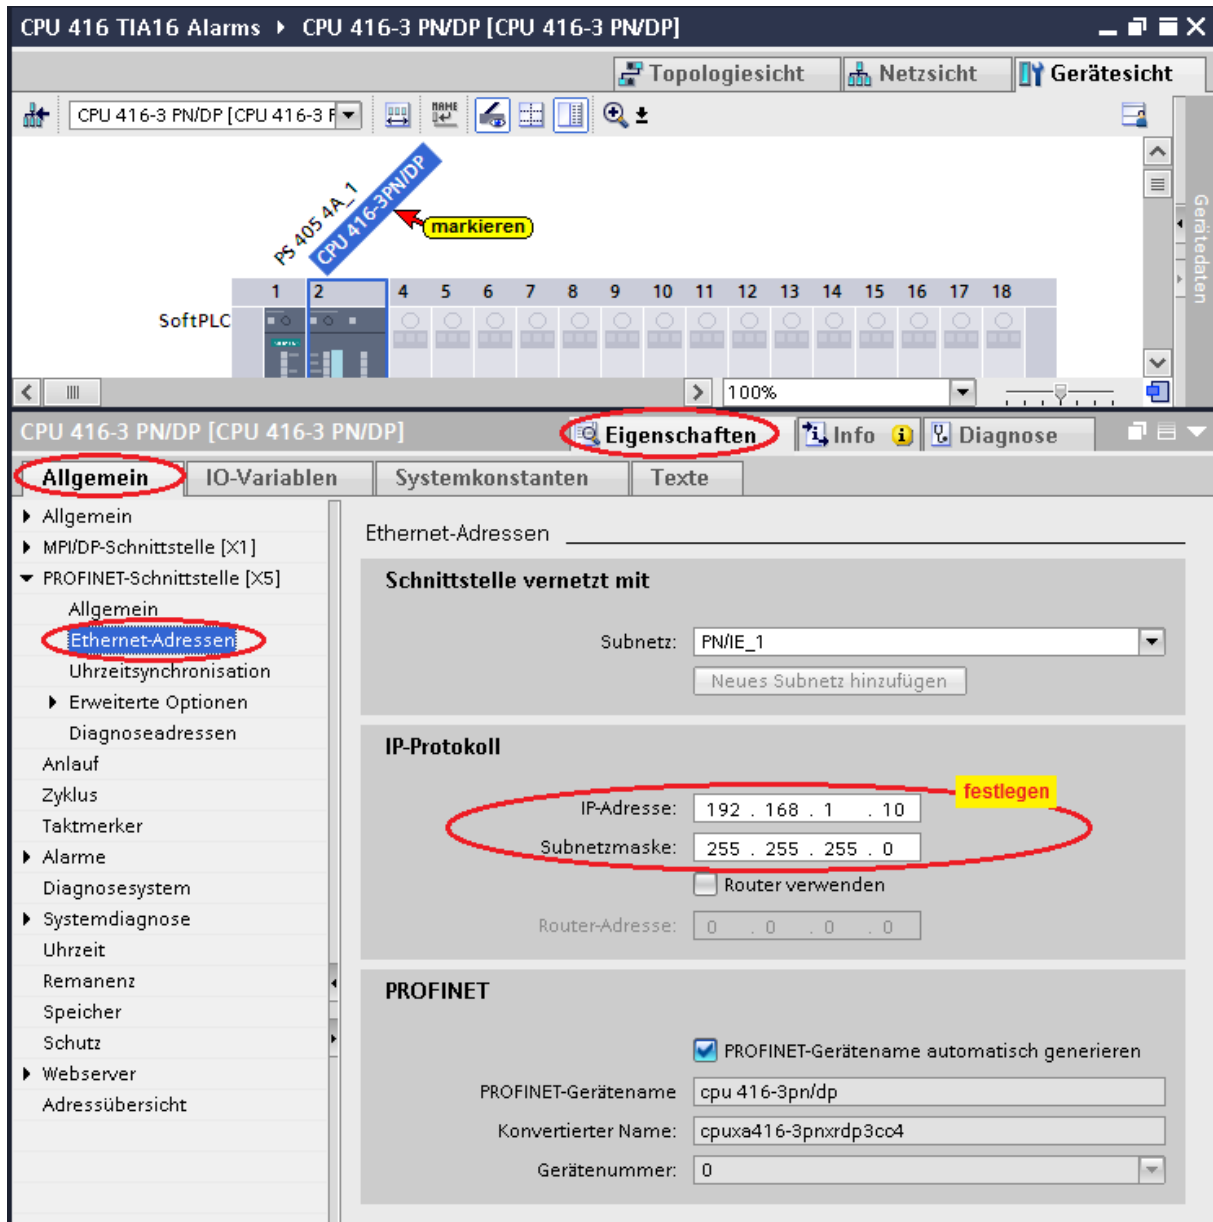 CPU 416 TIA16 Alarms ▸ CPU 416-3 PN/DP [CPU 416-3 PN/DP]
Topologiesicht Netzsicht Gerätesicht
CPU 416-3 PN/DP [CPU 416-3 P
PS 405 4A_1
CPU 416-3PN/DP
markieren
Gerätedaten
1 2 4 5 6 7 8 9 10 11 12 13 14 15 16 17 18
SoftPLC
100%
CPU 416-3 PN/DP [CPU 416-3 PN/DP]
Eigenschaften Info Diagnose
Allgemein IO-Variablen Systemkonstanten Texte
Allgemein
MPI/DP-Schnittstelle [X1]
PROFINET-Schnittstelle [X5]
Allgemein
Ethernet-Adressen
Uhrzeitsynchronisation
Erweiterte Optionen
Diagnoseadressen
Anlauf
Zyklus
Taktmerker
Alarme
Diagnosesystem
Systemdiagnose
Uhrzeit
Remanenz
Speicher
Schutz
Webserver
Adressübersicht
Ethernet-Adressen
Schnittstelle vernetzt mit
Subnetz: PN/IE_1
Neues Subnetz hinzufügen
IP-Protokoll
festlegen
IP-Adresse: 192 . 168 . 1 . 10
Subnetzmaske: 255 . 255 . 255 . 0
Router verwenden
Router-Adresse: 0 . 0 . 0 . 0
PROFINET
PROFINET-Gerätename automatisch generieren
PROFINET-Gerätename cpu 416-3pn/dp
Konvertierter Name: cpuxa416-3pnxrdp3cc4
Gerätenummer: 0